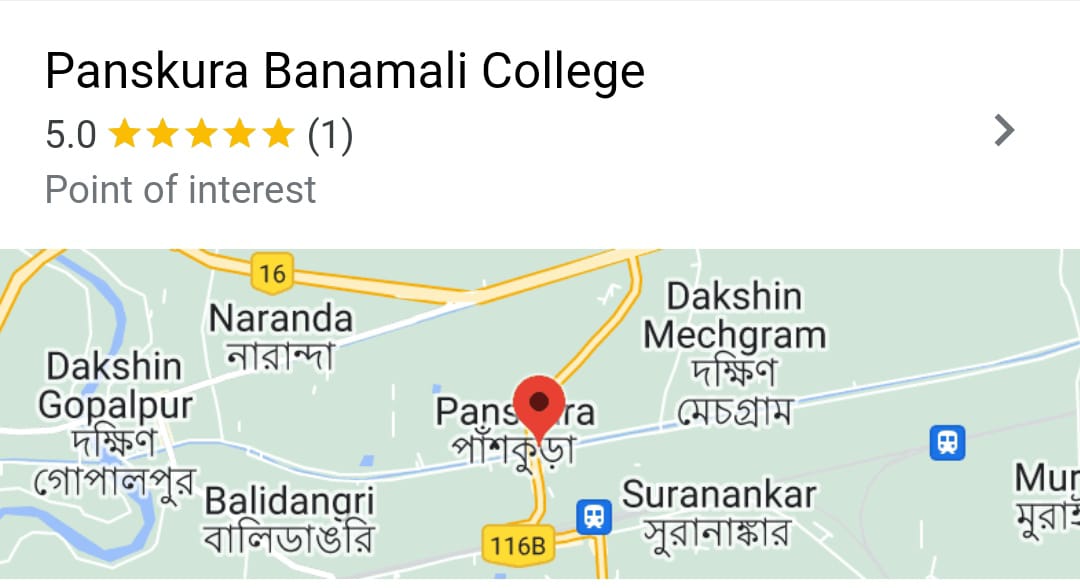 Panskura Banamali College
5.0 ★★★★★ (1)
Point of interest
16
Naranda
নারান্দা
Dakshin
Mechgram
দক্ষিণ
মেচগ্রাম
Dakshin
Gopalpur
দক্ষিণ
গোপালপুর
পাঁশকুড়া
Balidangri
বালিডাঙরি
Suranankar
সুরানাঙ্কার
116B